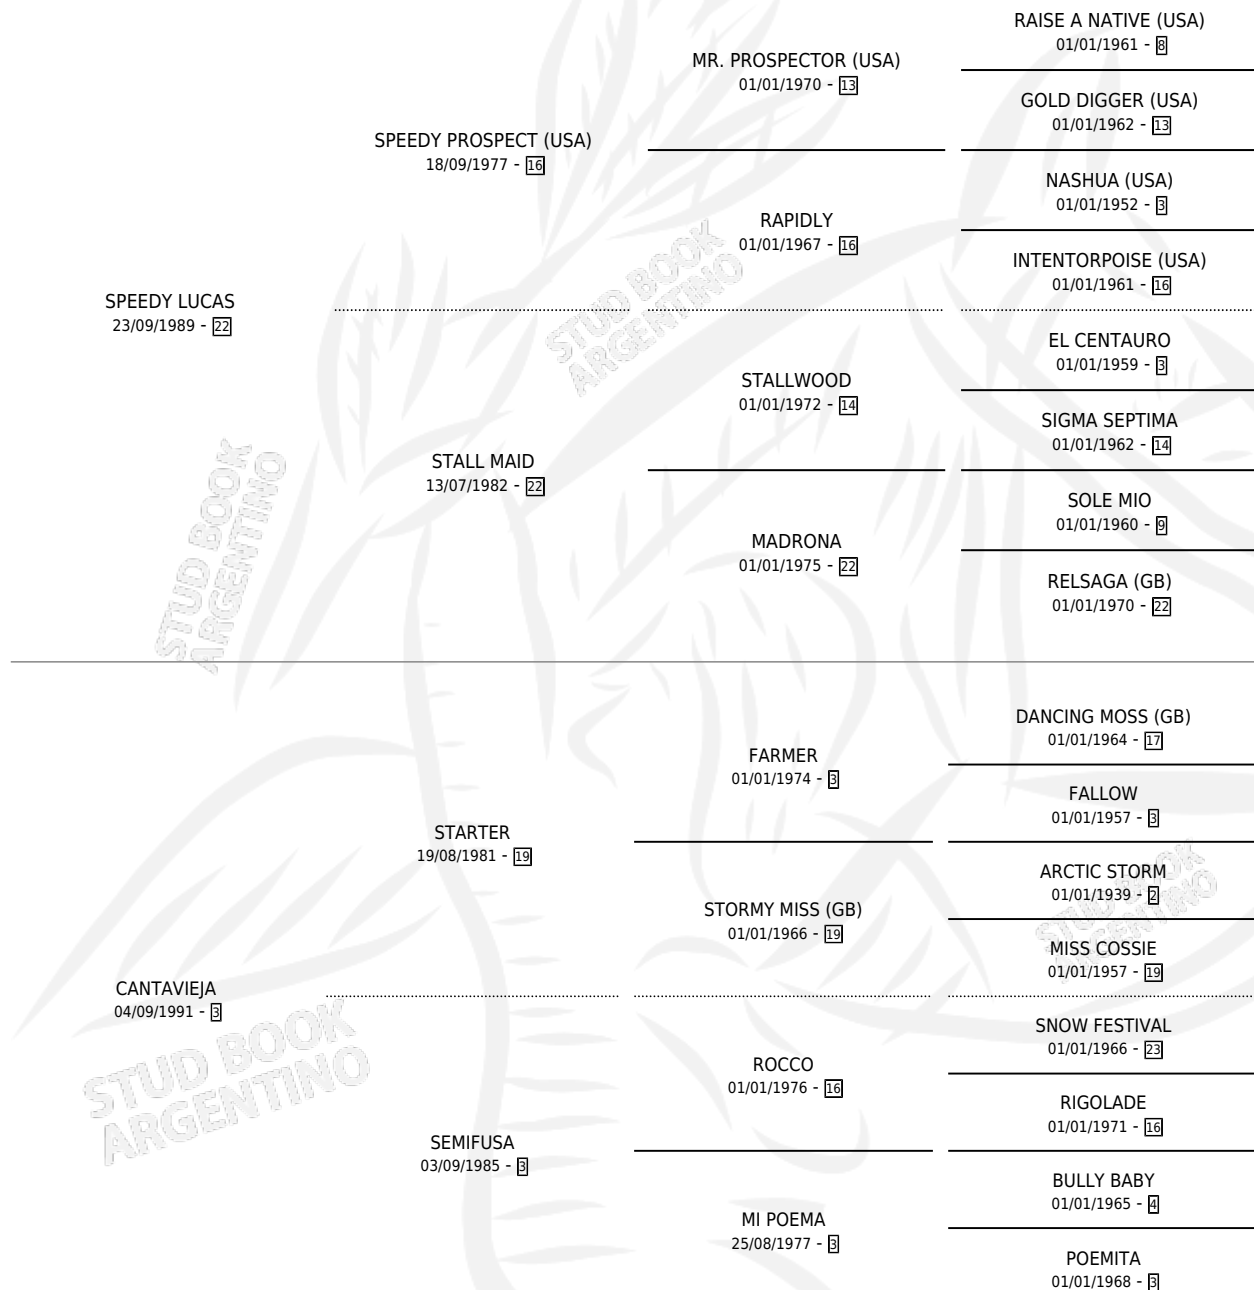 RAISE A NATIVE (USA)
01/01/1961 - 8
MR. PROSPECTOR (USA)
01/01/1970 - 13
GOLD DIGGER (USA)
01/01/1962 - 13
SPEEDY PROSPECT (USA)
18/09/1977 - 16
NASHUA (USA)
01/01/1952 - 3
RAPIDLY
01/01/1967 - 16
INTENTORPOISE (USA)
01/01/1961 - 16
SPEEDY LUCAS
23/09/1989 - 22
EL CENTAURO
01/01/1959 - 3
STALLWOOD
01/01/1972 - 14
SIGMA SEPTIMA
01/01/1962 - 14
STALL MAID
13/07/1982 - 22
SOLE MIO
01/01/1960 - 9
MADRONA
01/01/1975 - 22
RELSAGA (GB)
01/01/1970 - 22
DANCING MOSS (GB)
01/01/1964 - 17
FARMER
01/01/1974 - 3
FALLOW
01/01/1957 - 3
STARTER
19/08/1981 - 19
ARCTIC STORM
01/01/1939 - 2
STORMY MISS (GB)
01/01/1966 - 19
MISS COSSIE
01/01/1957 - 19
CANTAVIEJA
04/09/1991 - 3
SNOW FESTIVAL
01/01/1966 - 23
ROCCO
01/01/1976 - 16
RIGOLADE
01/01/1971 - 16
SEMIFUSA
03/09/1985 - 3
BULLY BABY
01/01/1965 - 4
MI POEMA
25/08/1977 - 3
POEMITA
01/01/1968 - 3
STUD BOOK
ARGENTINO
STUD BOOK
ARGENTINO
STUD BOOK
ARGENTINO
STUD BOOK
ARGENTINO